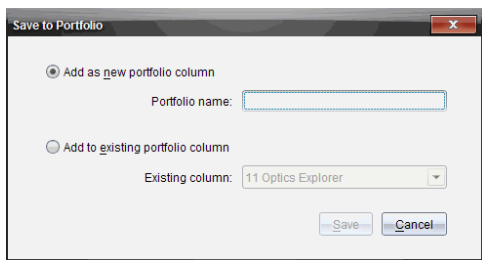 Save to Portfolio
Add as new portfolio column
Portfolio name:
Add to existing portfolio column
Existing column: 11 Optics Explorer
Save Cancel